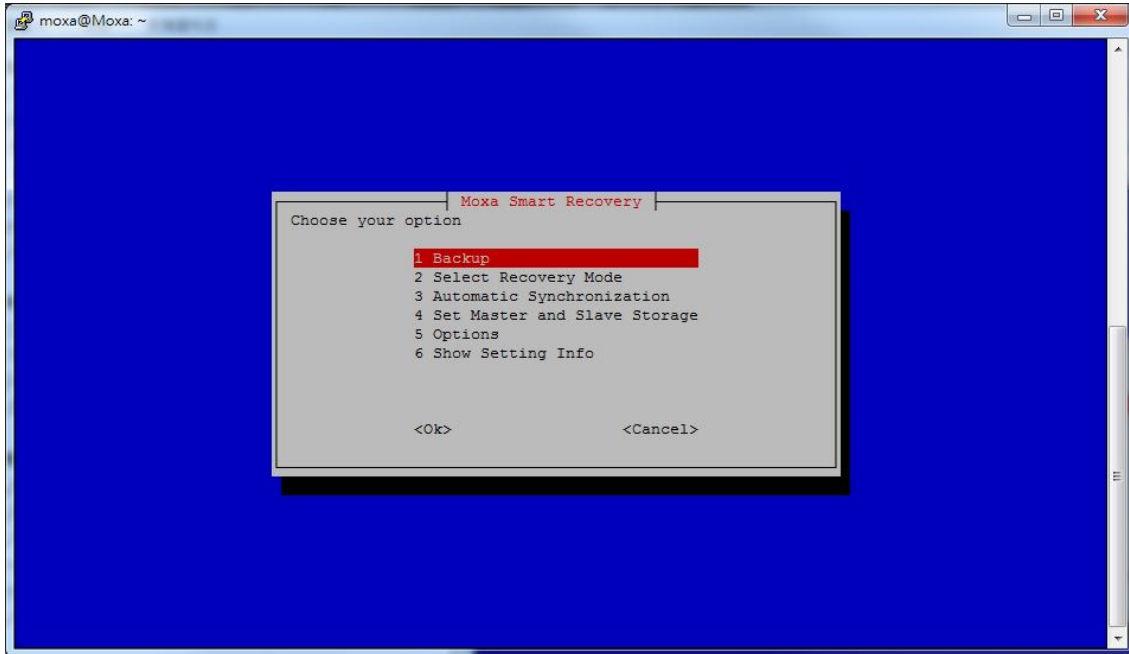 moxa@Moxa: ~
Moxa Smart Recovery
Choose your option
1 Backup
2 Select Recovery Mode
3 Automatic Synchronization
4 Set Master and Slave Storage
5 Options
6 Show Setting Info
<Ok> <Cancel>